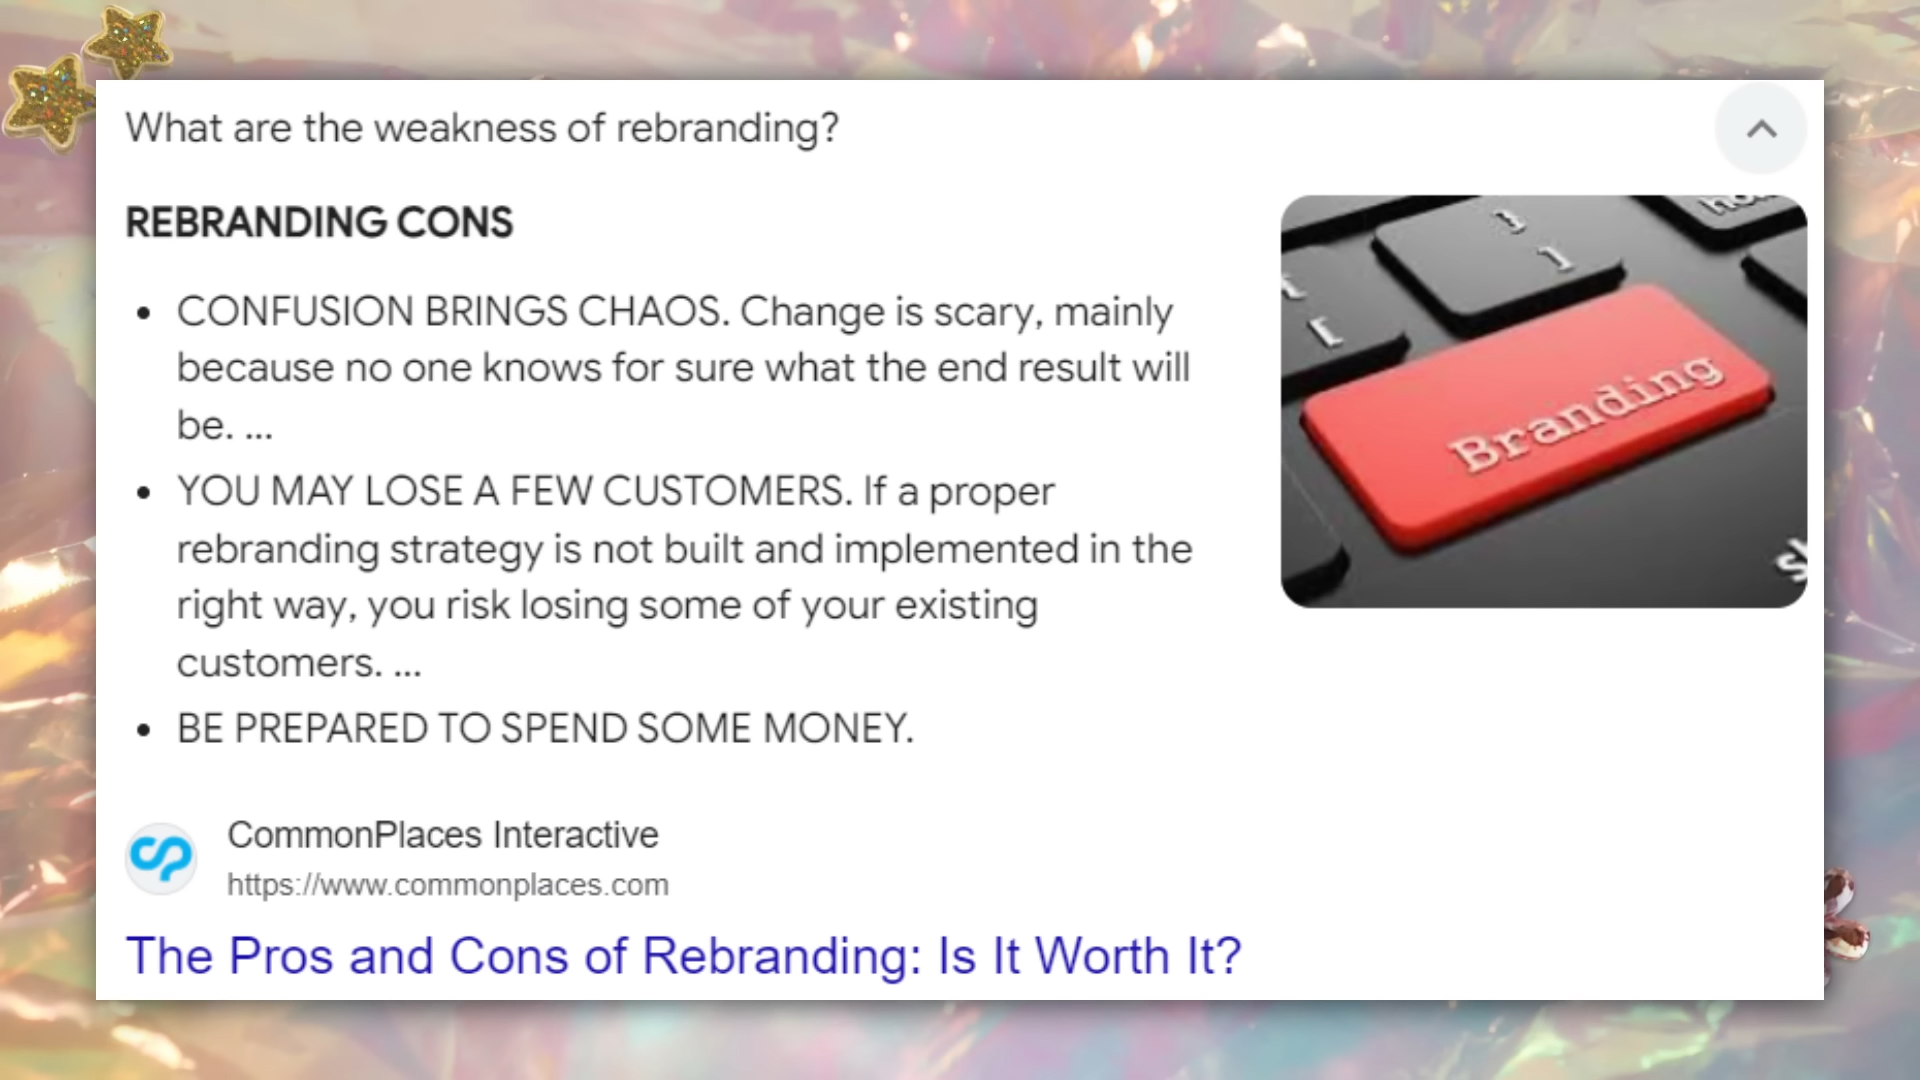 What are the weakness of rebranding?
REBRANDING CONS
• CONFUSION BRINGS CHAOS. Change is scary, mainly
because no one knows for sure what the end result will
be. ...
• YOU MAY LOSE A FEW CUSTOMERS. If a proper
rebranding strategy is not built and implemented in the
right way, you risk losing some of your existing
customers. ...
• BE PREPARED TO SPEND SOME MONEY.
Branding
CommonPlaces Interactive
https://www.commonplaces.com
The Pros and Cons of Rebranding: Is It Worth It?